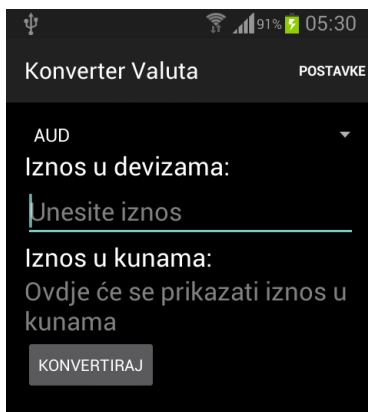 91% 05:30
Konverter Valuta POSTAVKE
AUD
Iznos u devizama:
Unesite iznos
Iznos u kunama:
Ovdje će se prikazati iznos u
kunama
KONVERTIRAJ